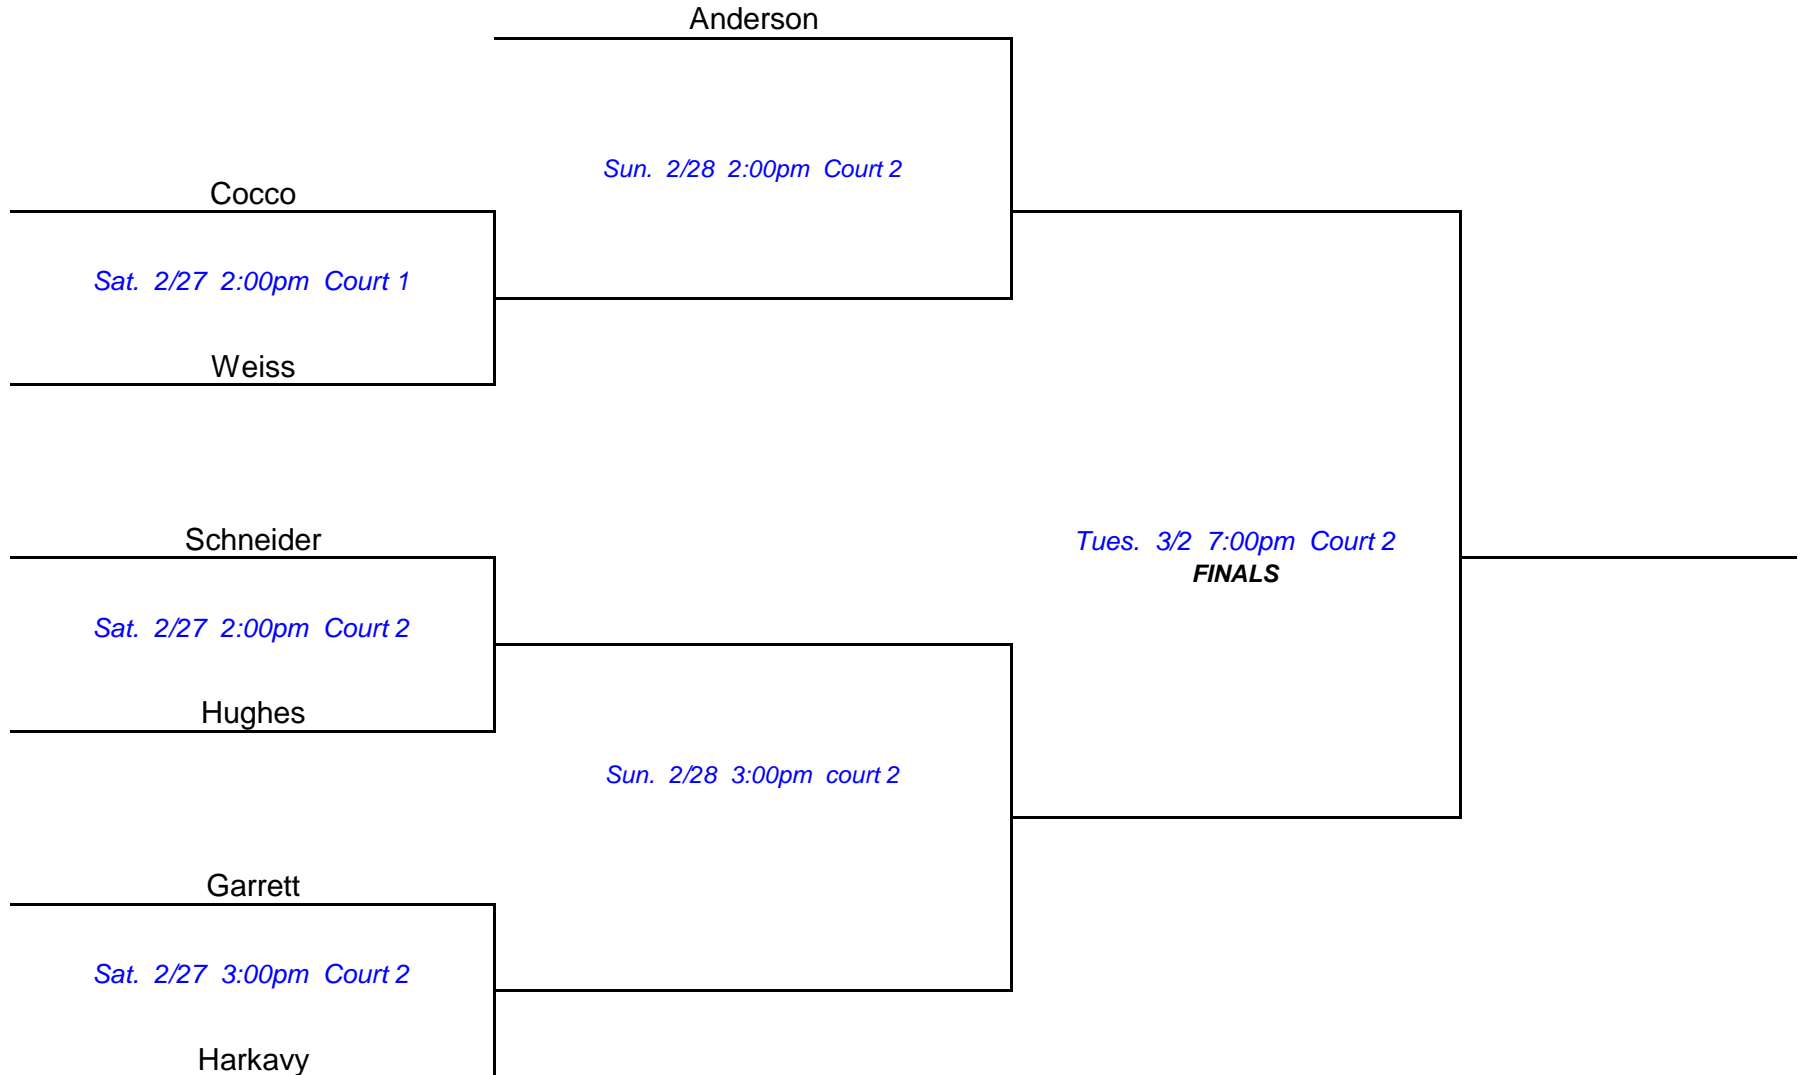 Anderson
Sun. 2/28 2:00pm Court 2
Cocco
Sat. 2/27 2:00pm Court 1
Weiss
Schneider
Tues. 3/2 7:00pm Court 2
FINALS
Sat. 2/27 2:00pm Court 2
Hughes
Sun. 2/28 3:00pm court 2
Garrett
Sat. 2/27 3:00pm Court 2
Harkavy